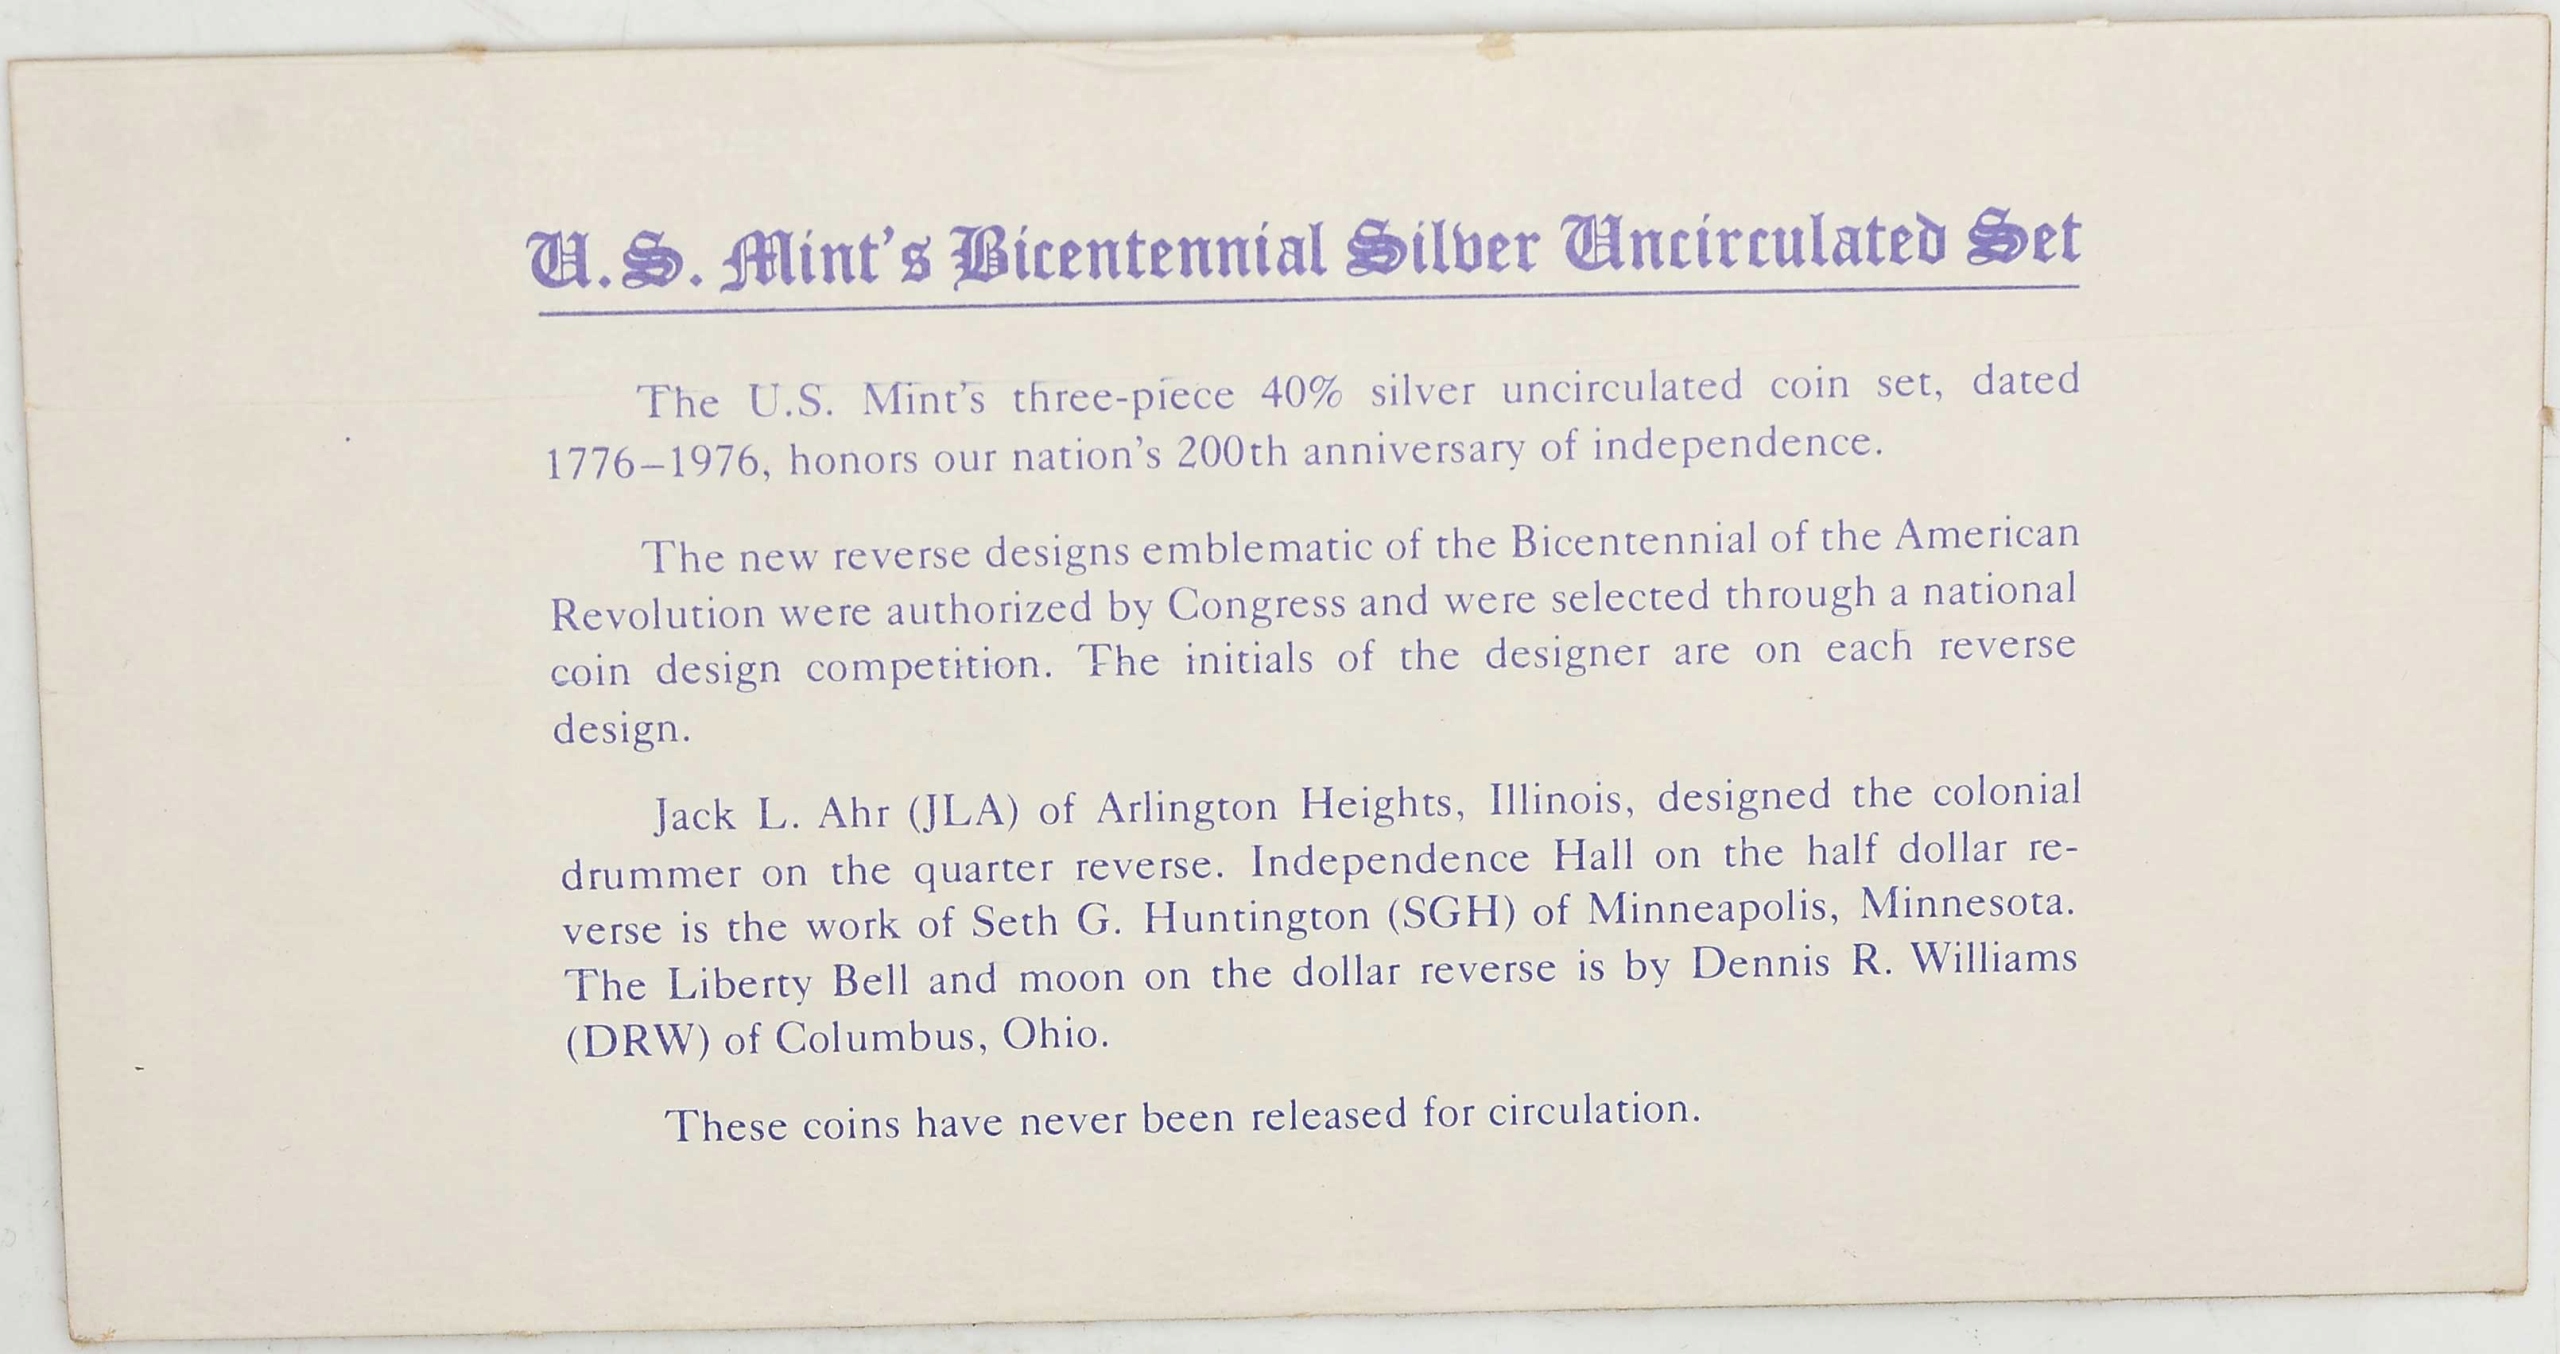 U.S. Mint's Bicentennial Silver Uncirculated Set
The U.S. Mint's three-piece 40% silver uncirculated coin set, dated
1776–1976, honors our nation's 200th anniversary of independence.
The new reverse designs emblematic of the Bicentennial of the American
Revolution were authorized by Congress and were selected through a national
coin design competition. The initials of the designer are on each reverse
design.
Jack L. Ahr (JLA) of Arlington Heights, Illinois, designed the colonial
drummer on the quarter reverse. Independence Hall on the half dollar re-
verse is the work of Seth G. Huntington (SGH) of Minneapolis, Minnesota.
The Liberty Bell and moon on the dollar reverse is by Dennis R. Williams
(DRW) of Columbus, Ohio.
These coins have never been released for circulation.